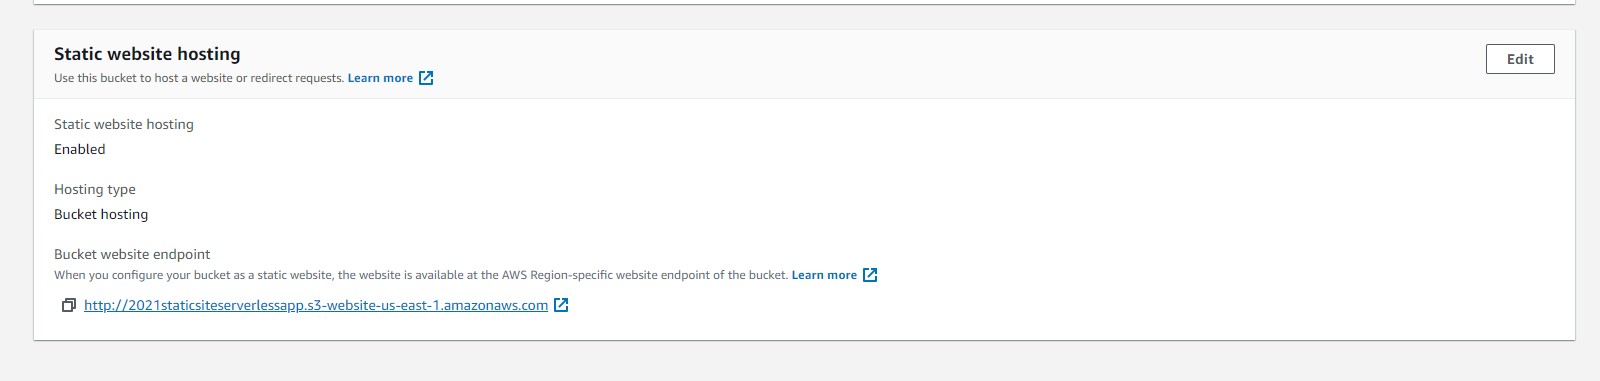 Static website hosting
Edit
Use this bucket to host a website or redirect requests. Learn more
Static website hosting
Enabled
Hosting type
Bucket hosting
Bucket website endpoint
When you configure your bucket as a static website, the website is available at the AWS Region-specific website endpoint of the bucket. Learn more
http://2021staticsiteserverlessapp.s3-website-us-east-1.amazonaws.com